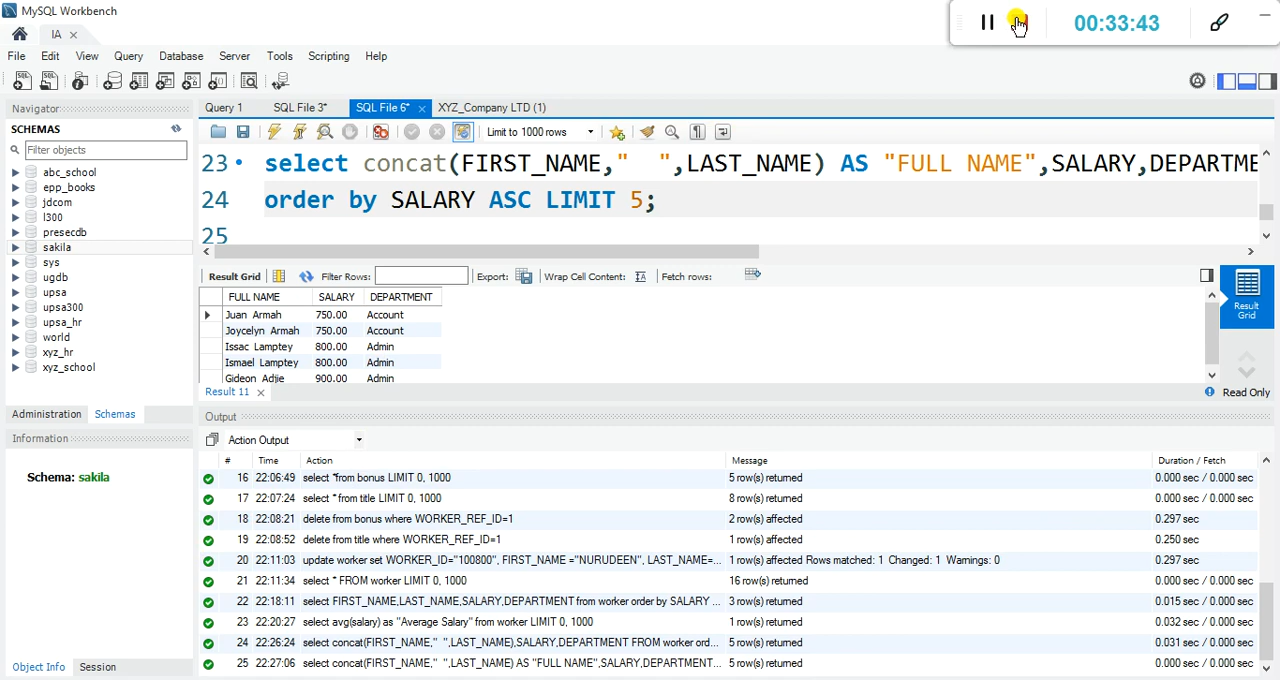 MySQL Workbench
00:33:43
IA
File Edit View Query Database Server Tools Scripting Help
Navigator
Query 1 SQL File 3* SQL File 6* XYZ_Company LTD (1)
SCHEMAS
Limit to 1000 rows
Filter objects
abc_school
epp_books
jdcom
l300
presecdb
sakila
sys
ugdb
upsa
upsa300
upsa_hr
world
xyz_hr
xyz_school
23 select concat(FIRST_NAME,"  ",LAST_NAME) AS "FULL NAME",SALARY,DEPARTME
24 order by SALARY ASC LIMIT 5;
25
Result Grid Filter Rows: Export: Wrap Cell Content: Fetch rows:
FULL NAME SALARY DEPARTMENT
Juan Armah 750.00 Account
Joycelyn Armah 750.00 Account
Issac Lamptey 800.00 Admin
Ismael Lamptey 800.00 Admin
Gideon Adjie 900.00 Admin
Result Grid
Result 11
Read Only
Administration Schemas
Information
Schema: sakila
Object Info Session
Output
Action Output
# Time Action Message Duration / Fetch
16 22:06:49 select *from bonus LIMIT 0, 1000 5 row(s) returned 0.000 sec / 0.000 sec
17 22:07:24 select * from title LIMIT 0, 1000 8 row(s) returned 0.000 sec / 0.000 sec
18 22:08:21 delete from bonus where WORKER_REF_ID=1 2 row(s) affected 0.297 sec
19 22:08:52 delete from title where WORKER_REF_ID=1 1 row(s) affected 0.250 sec
20 22:11:03 update worker set WORKER_ID="100800", FIRST_NAME ="NURUDEEN", LAST_NAME=... 1 row(s) affected Rows matched: 1 Changed: 1 Warnings: 0 0.297 sec
21 22:11:34 select * FROM worker LIMIT 0, 1000 16 row(s) returned 0.000 sec / 0.000 sec
22 22:18:11 select FIRST_NAME,LAST_NAME,SALARY,DEPARTMENT from worker order by SALARY ... 3 row(s) returned 0.015 sec / 0.000 sec
23 22:20:27 select avg(salary) as "Average Salary" from worker LIMIT 0, 1000 1 row(s) returned 0.032 sec / 0.000 sec
24 22:26:24 select concat(FIRST_NAME,"  ",LAST_NAME),SALARY,DEPARTMENT FROM worker ord... 5 row(s) returned 0.031 sec / 0.000 sec
25 22:27:06 select concat(FIRST_NAME,"  ",LAST_NAME) AS "FULL NAME",SALARY,DEPARTMENT... 5 row(s) returned 0.000 sec / 0.000 sec